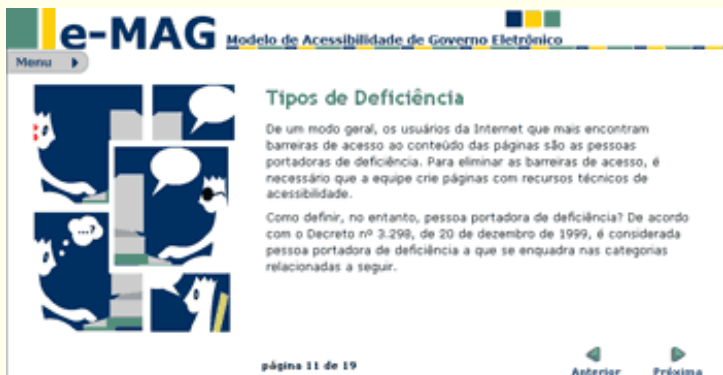 e-MAG Modelo de Acessibilidade de Governo Eletrônico
Menu
Tipos de Deficiência
De um modo geral, os usuários da Internet que mais encontram
barreiras de acesso ao conteúdo das páginas são as pessoas
portadoras de deficiência. Para eliminar as barreiras de acesso, é
necessário que a equipe crie páginas com recursos técnicos de
acessibilidade.
Como definir, no entanto, pessoa portadora de deficiência? De acordo
com o Decreto nº 3.298, de 20 de dezembro de 1999, é considerada
pessoa portadora de deficiência a que se enquadra nas categorias
relacionadas a seguir.
...?
página 11 de 19
Anterior Próxima